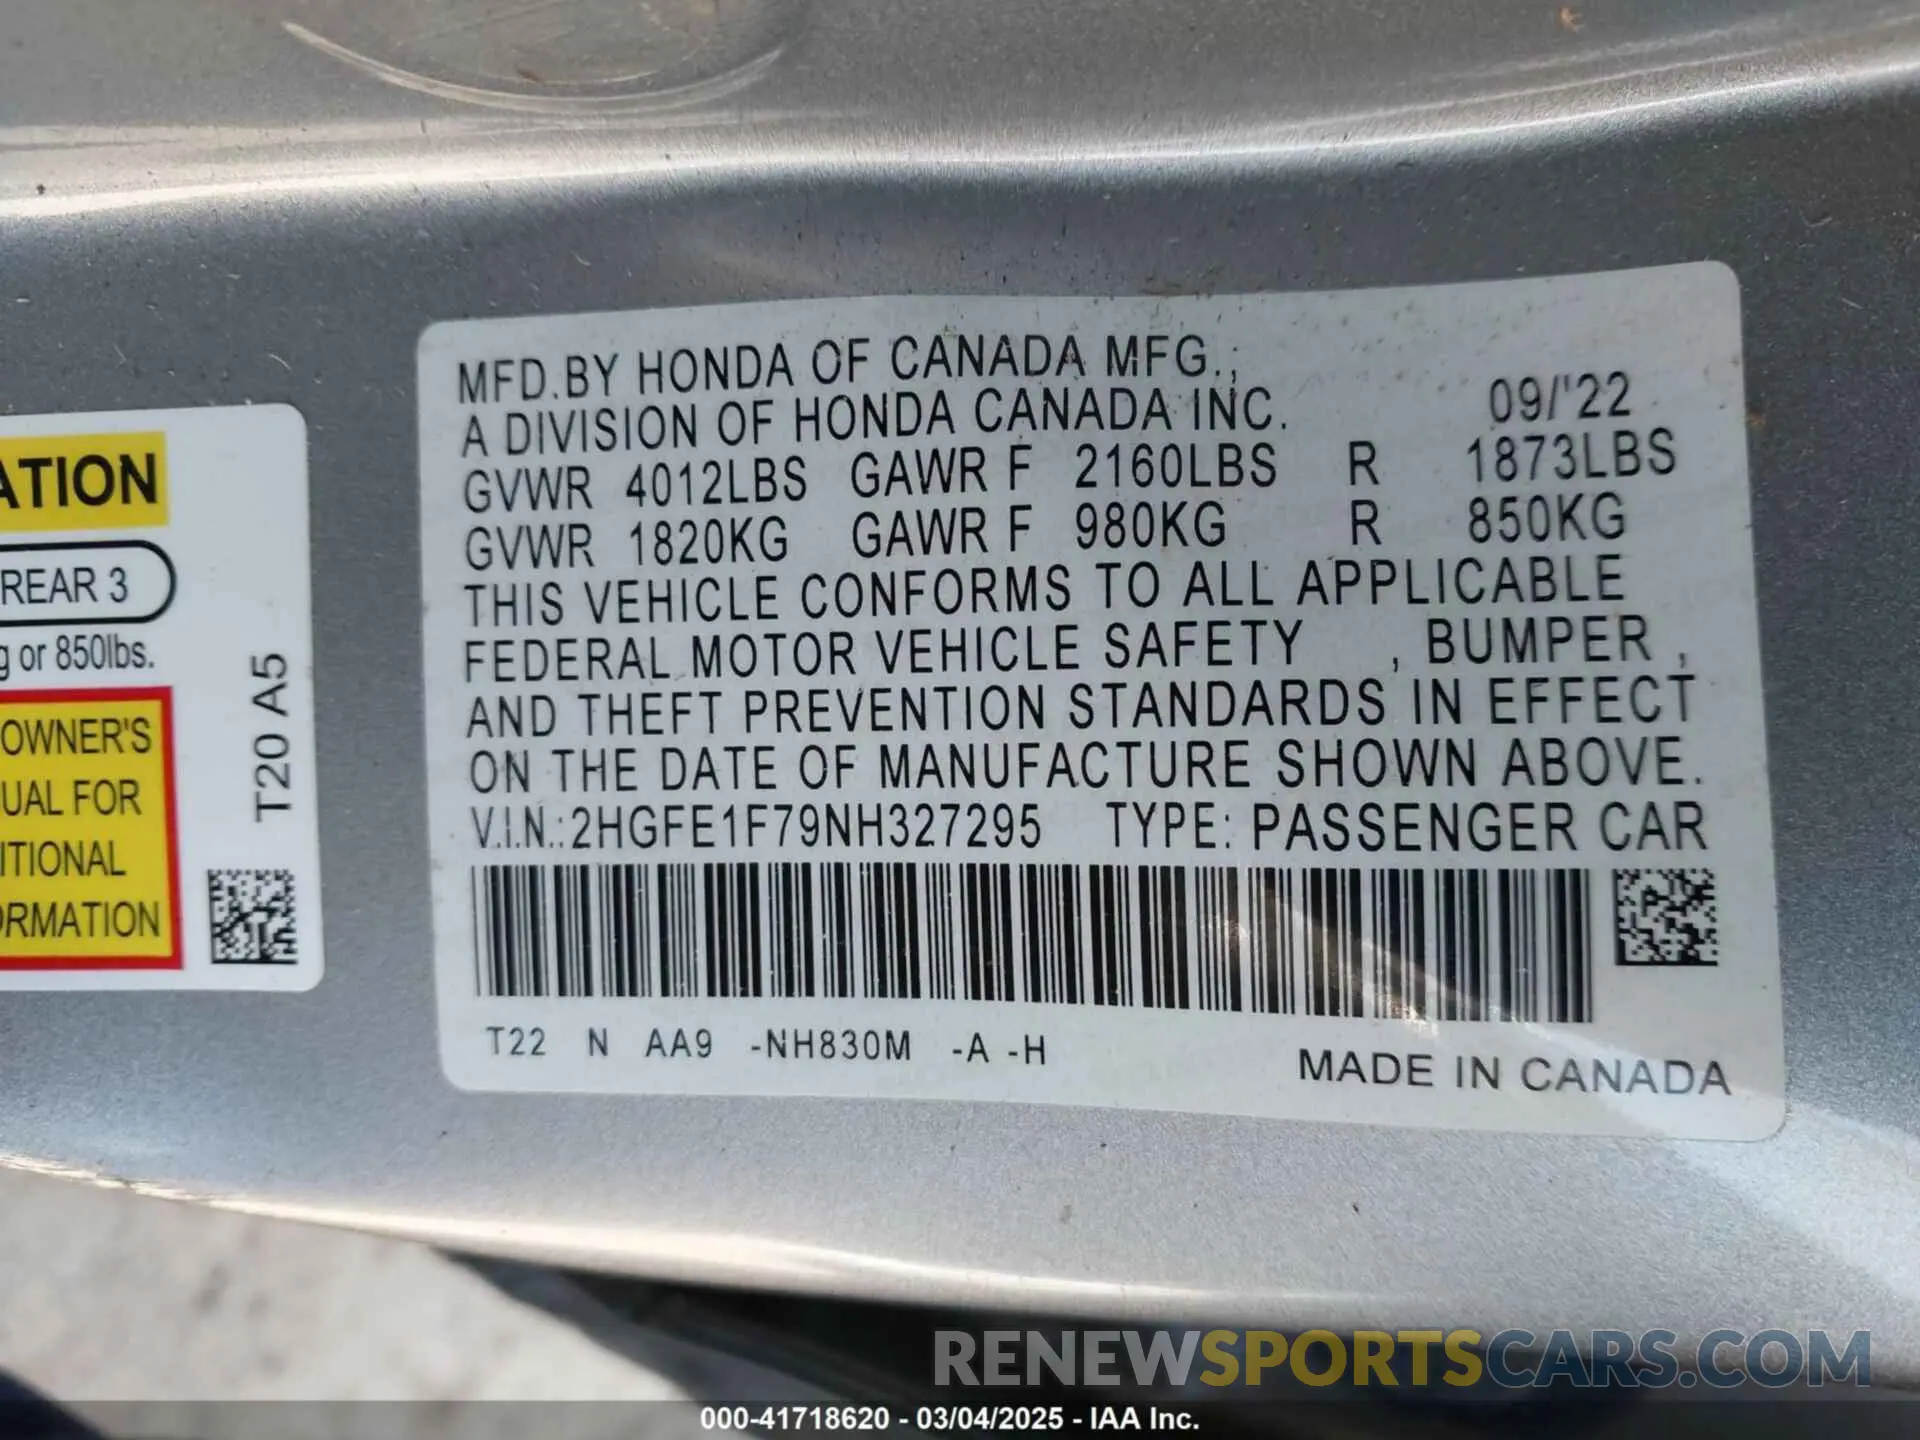 ATION
REAR 3
g or 850lbs.
OWNER'S
UAL FOR
ITIONAL
ORMATION
T20 A5
MFD.BY HONDA OF CANADA MFG.,
A DIVISION OF HONDA CANADA INC. 09/'22
GVWR 4012LBS GAWR F 2160LBS R 1873LBS
GVWR 1820KG GAWR F 980KG R 850KG
THIS VEHICLE CONFORMS TO ALL APPLICABLE
FEDERAL MOTOR VEHICLE SAFETY , BUMPER ,
AND THEFT PREVENTION STANDARDS IN EFFECT
ON THE DATE OF MANUFACTURE SHOWN ABOVE.
V.I.N.:2HGFE1F79NH327295 TYPE: PASSENGER CAR
T22 N AA9 -NH830M -A -H
MADE IN CANADA
RENEWSPORTSCARS.COM
000-41718620 - 03/04/2025 - IAA Inc.